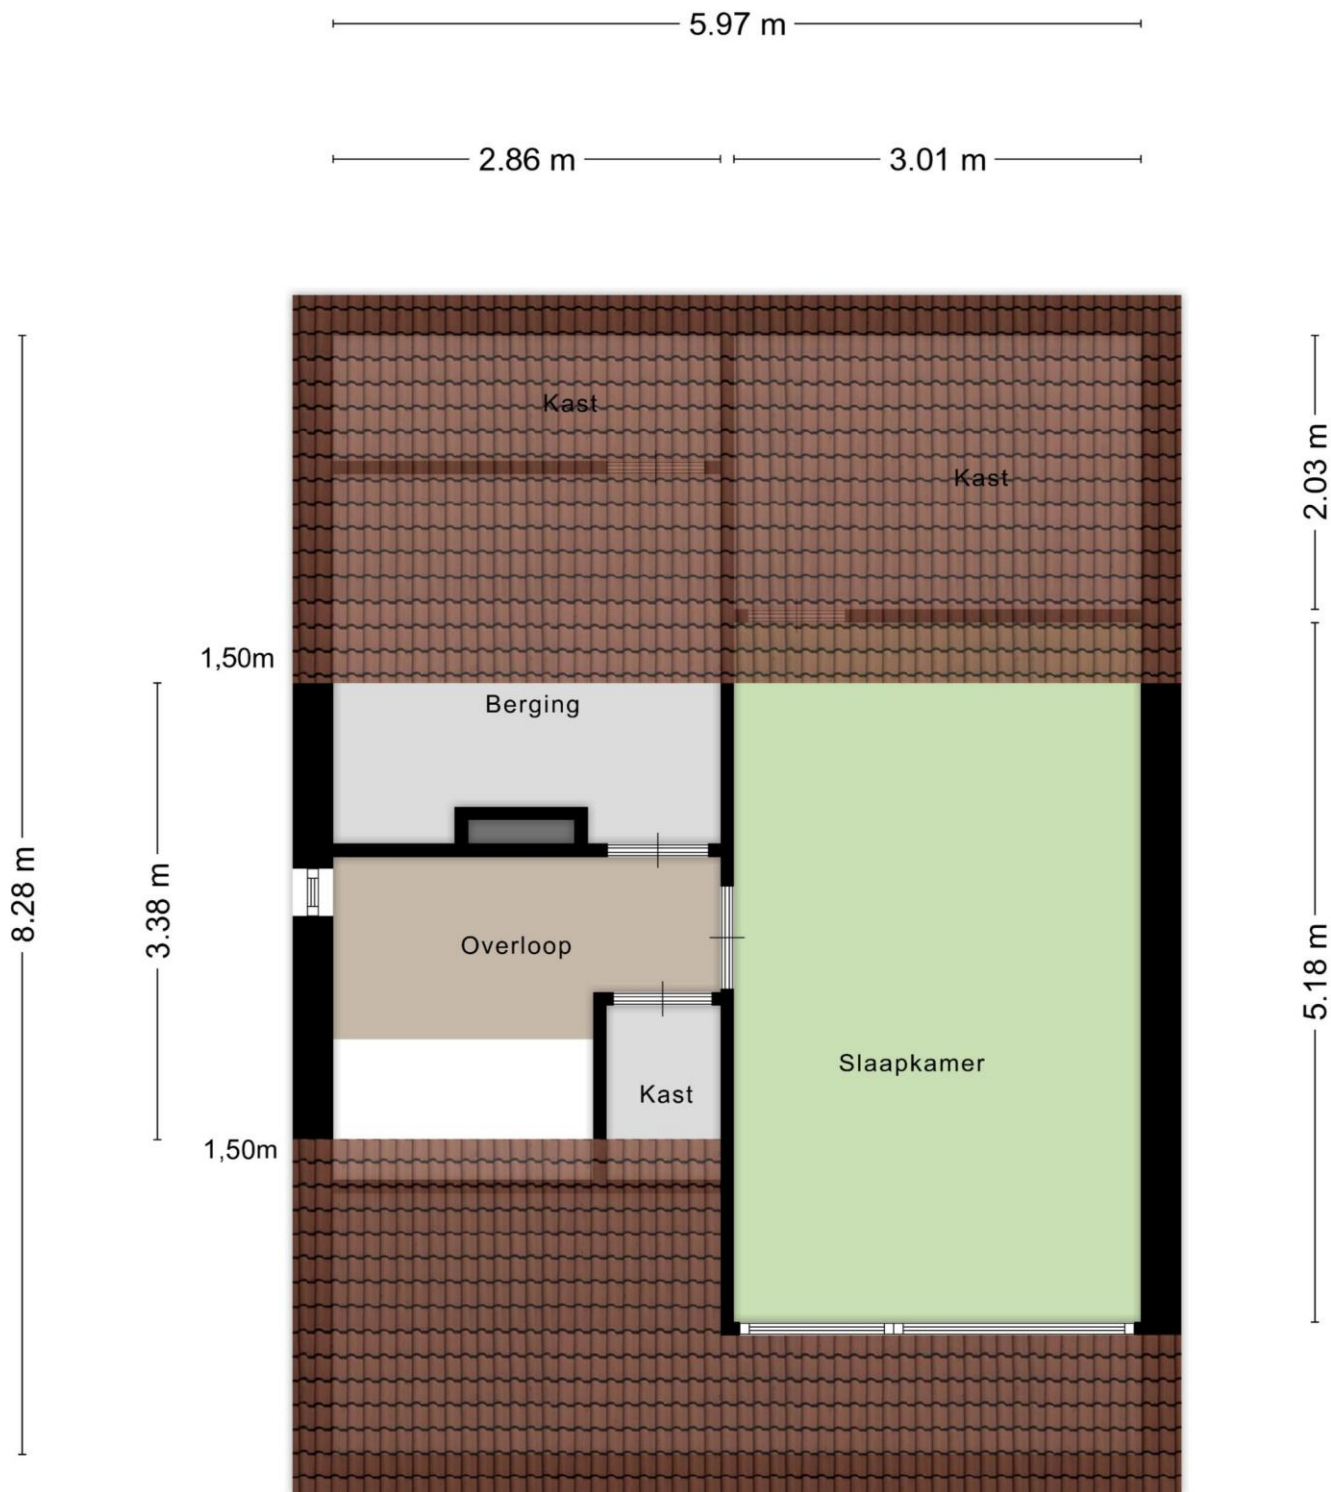 5.97 m
2.86 m
3.01 m
Kast
Kast
2.03 m
1,50m
Berging
8.28 m
3.38 m
Overloop
5.18 m
Slaapkamer
Kast
1,50m